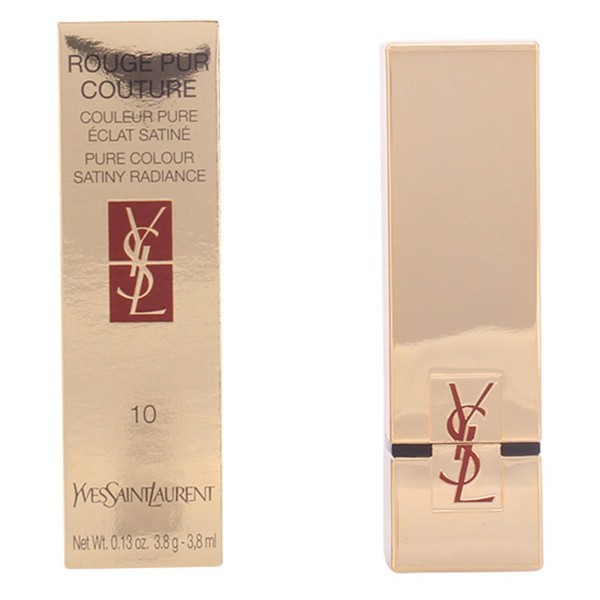 ROUGE PUR
COUTURE
COULEUR PURE
ÉCLAT SATINÉ
PURE COLOUR
SATINY RADIANCE
YSL
10
YVESSAINTLAURENT
Net Wt. 0.13 oz. 3.8 g - 3,8 ml
YSL